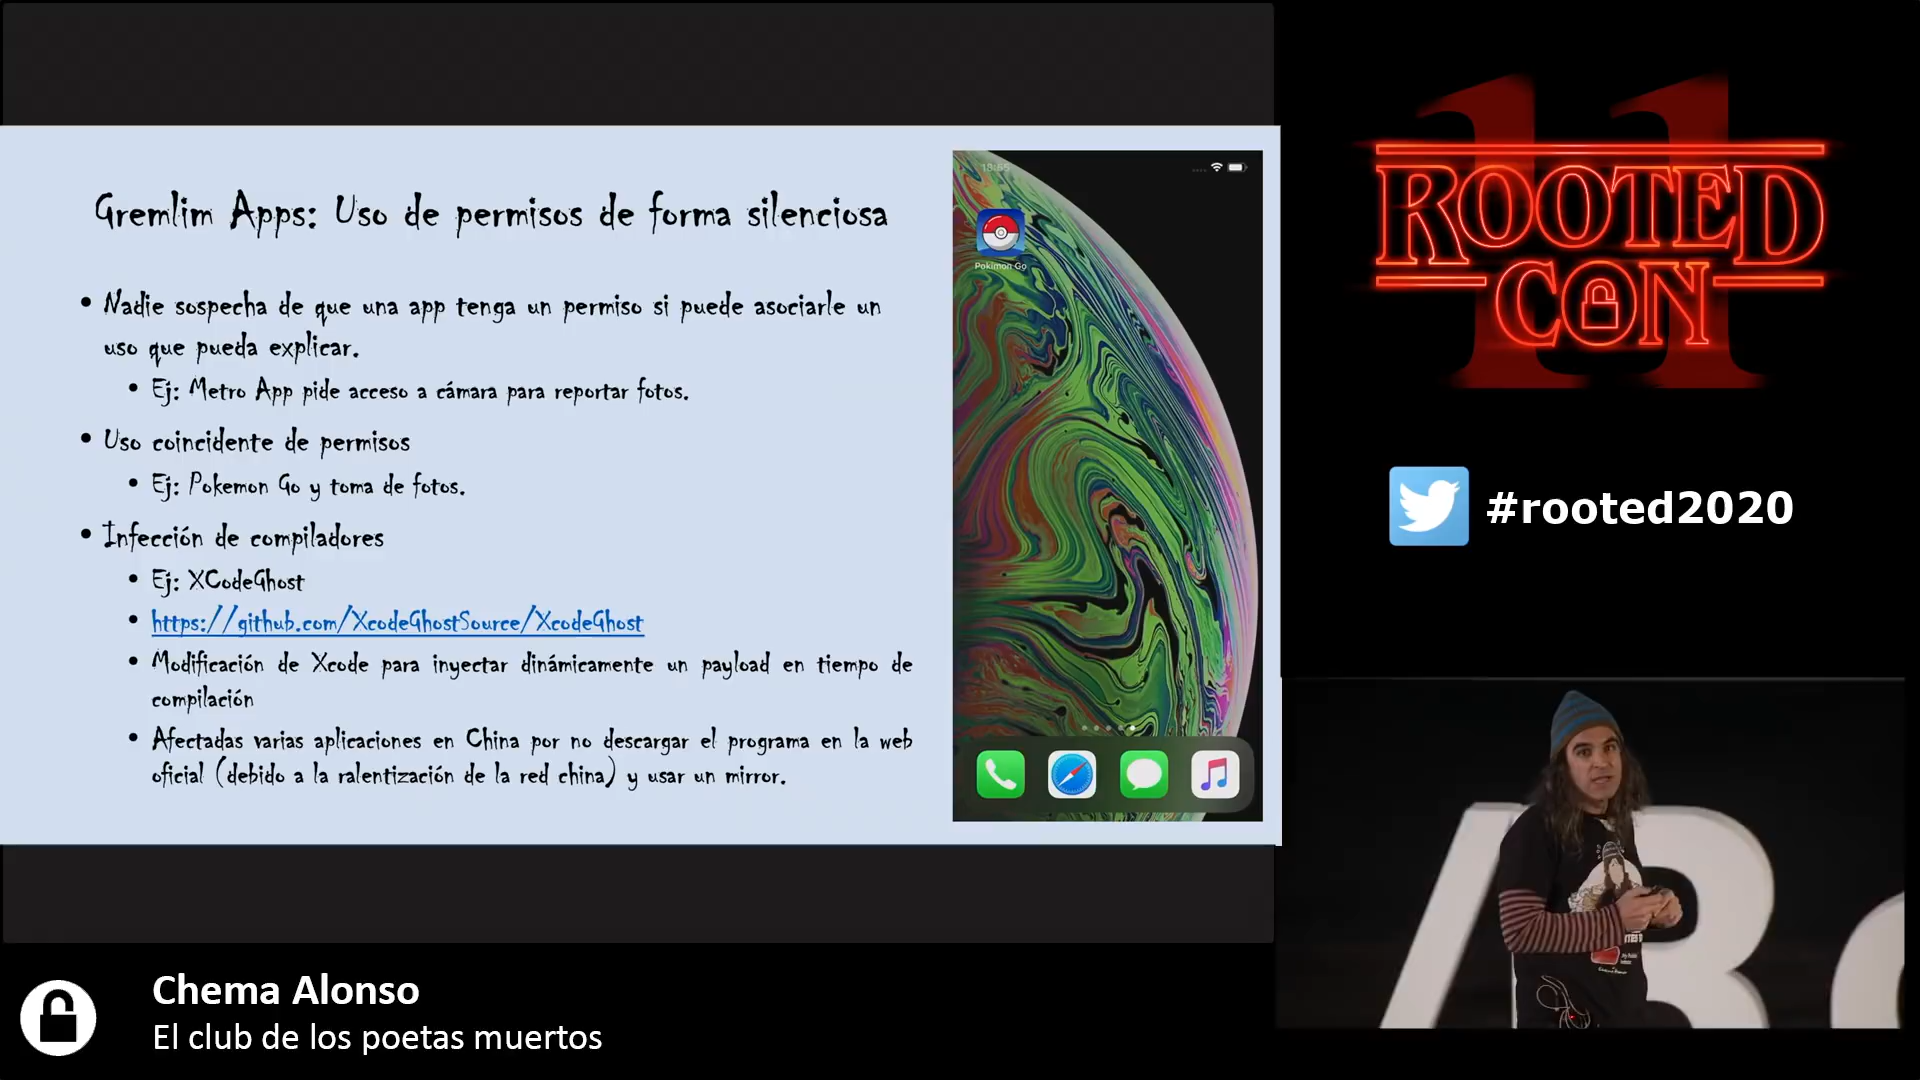 Gremlim Apps: Uso de permisos de forma silenciosa
• Nadie sospecha de que una app tenga un permiso si puede asociarle un
uso que pueda explicar.
• Ej: Metro App pide acceso a cámara para reportar fotos.
• Uso coincidente de permisos
• Ej: Pokemon Go y toma de fotos.
• Infección de compiladores
• Ej: XCodeGhost
• https://github.com/XcodeGhostSource/XcodeGhost
• Modificación de Xcode para inyectar dinámicamente un payload en tiempo de
compilación
• Afectadas varias aplicaciones en China por no descargar el programa en la web
oficial (debido a la ralentización de la red china) y usar un mirror.
Pokimon Go
11
ROOTED
CON
#rooted2020
Chema Alonso
El club de los poetas muertos